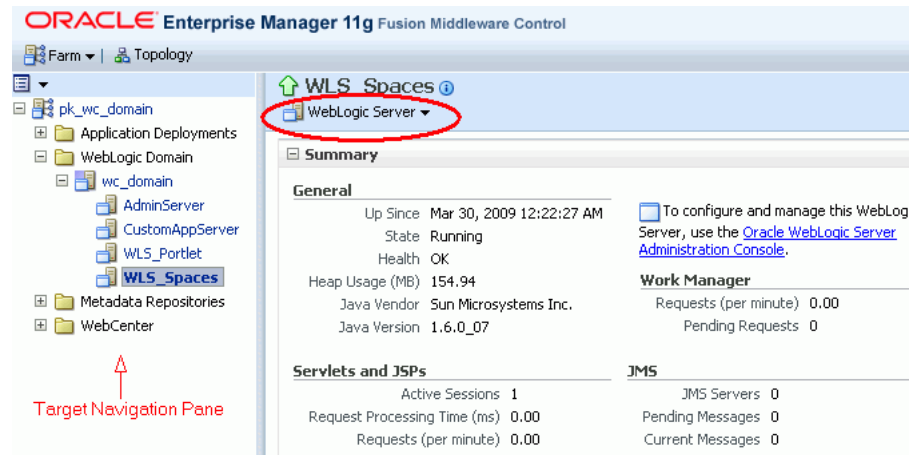 ORACLE Enterprise Manager 11g Fusion Middleware Control
Farm Topology
pk_wc_domain
Application Deployments
WebLogic Domain
wc_domain
AdminServer
CustomAppServer
WLS_Portlet
WLS_Spaces
Metadata Repositories
WebCenter
Target Navigation Pane
WLS_Spaces
WebLogic Server
Summary
General
Up Since Mar 30, 2009 12:22:27 AM
State Running
Health OK
Heap Usage (MB) 154.94
Java Vendor Sun Microsystems Inc.
Java Version 1.6.0_07
To configure and manage this WebLog
Server, use the Oracle WebLogic Server
Administration Console.
Work Manager
Requests (per minute) 0.00
Pending Requests 0
Servlets and JSPs
Active Sessions 1
Request Processing Time (ms) 0.00
Requests (per minute) 0.00
JMS
JMS Servers 0
Pending Messages 0
Current Messages 0